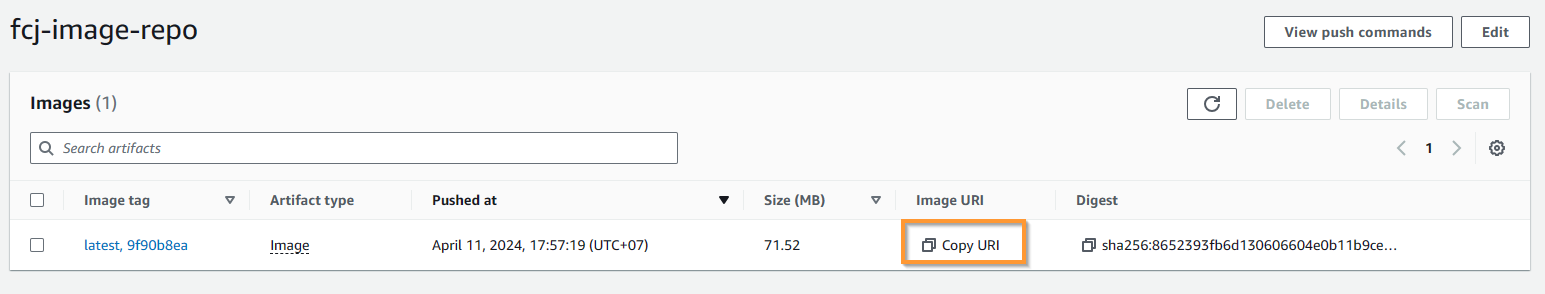 fcj-image-repo
View push commands
Edit
Images (1)
Delete
Details
Scan
Search artifacts
1
Image tag
Artifact type
Pushed at
Size (MB)
Image URI
Digest
latest, 9f90b8ea
Image
April 11, 2024, 17:57:19 (UTC+07)
71.52
Copy URI
sha256:8652393fb6d130606604e0b11b9ce…